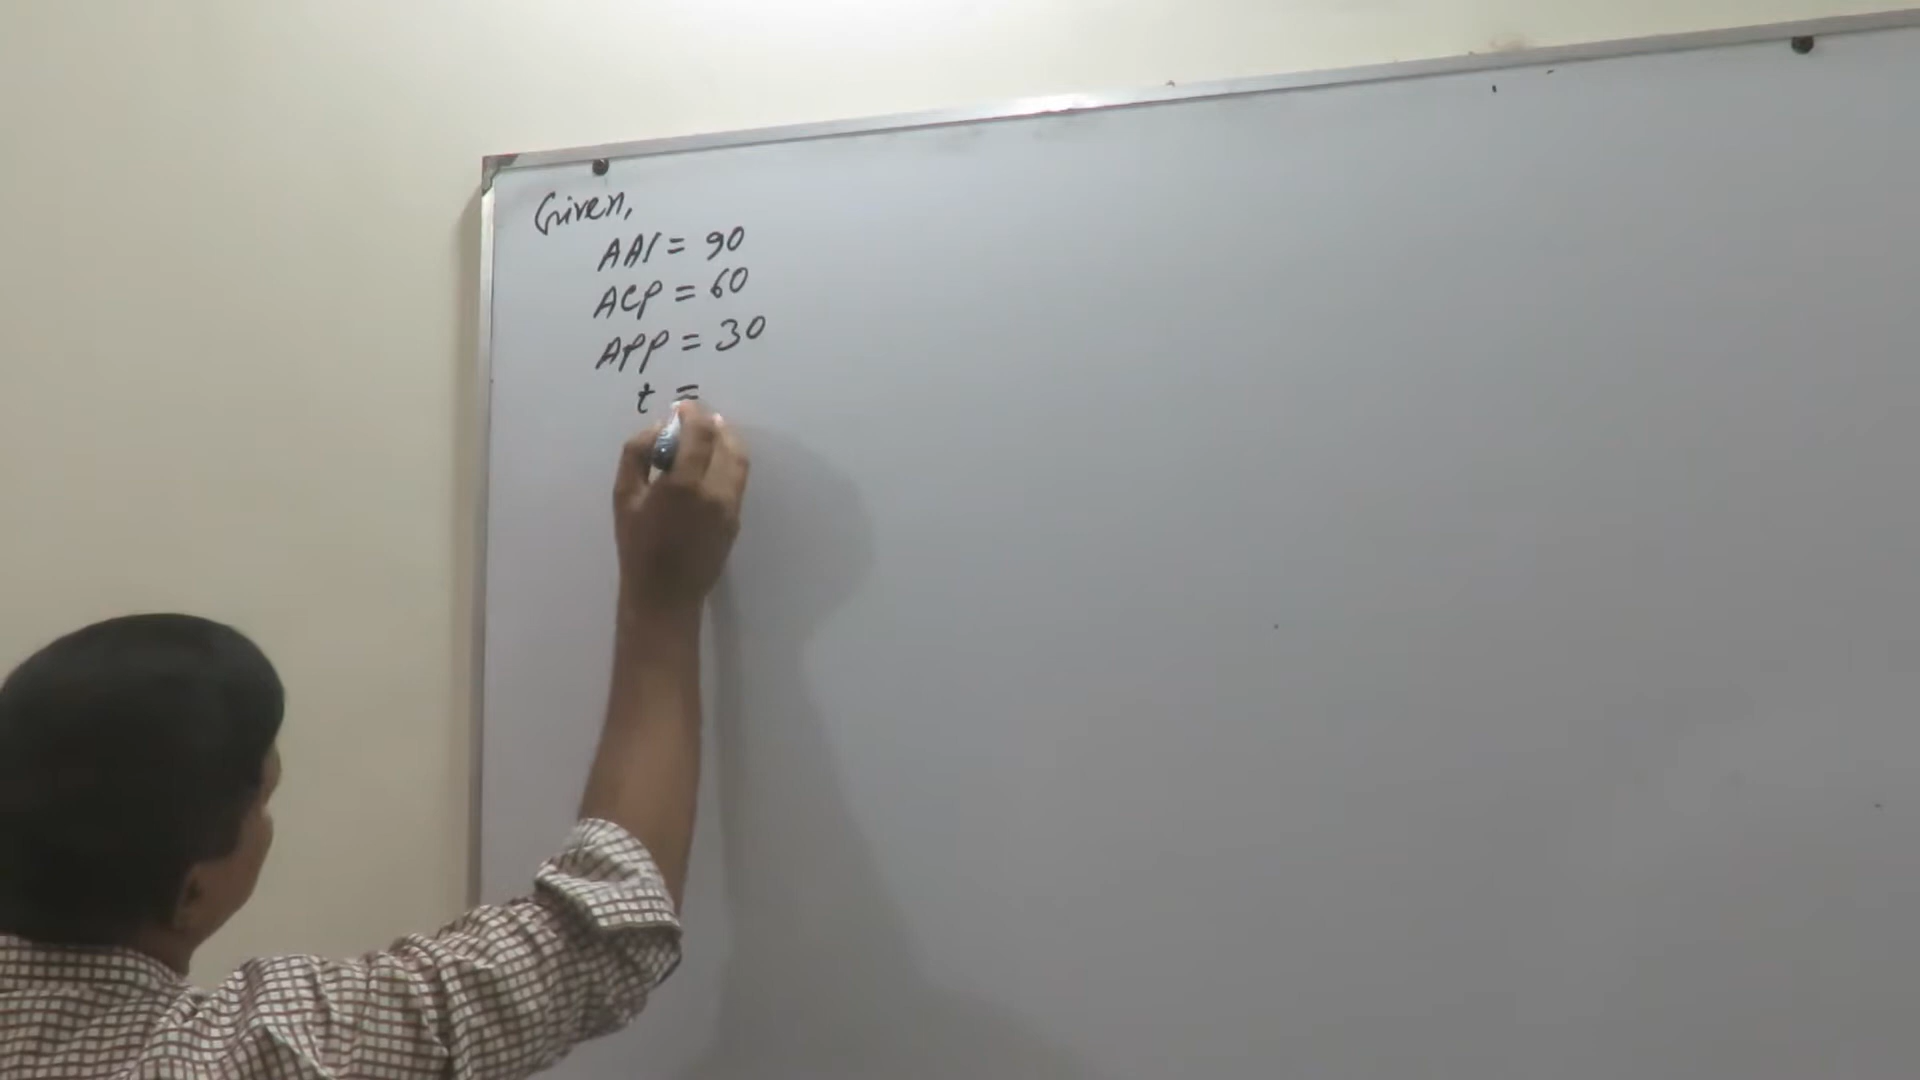 Given,
AAI = 90
ACP = 60
APP = 30
t =